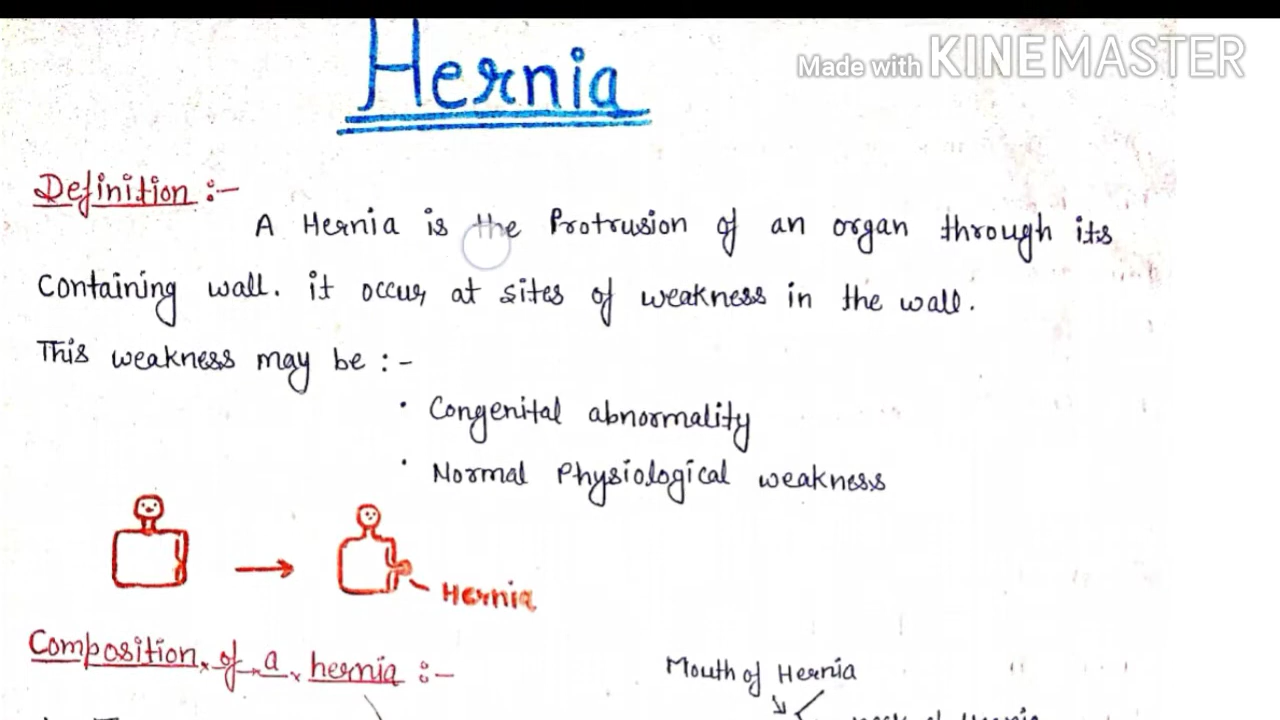 Hernia
Made with KINEMASTER
Definition :-
A Hernia is the Protrusion of an organ through its
Containing wall. it occur at sites of weakness in the wall.
This weakness may be :-
• Congenital abnormality
• Normal Physiological weakness
Hernia
Composition of a hernia :-
Mouth of Hernia